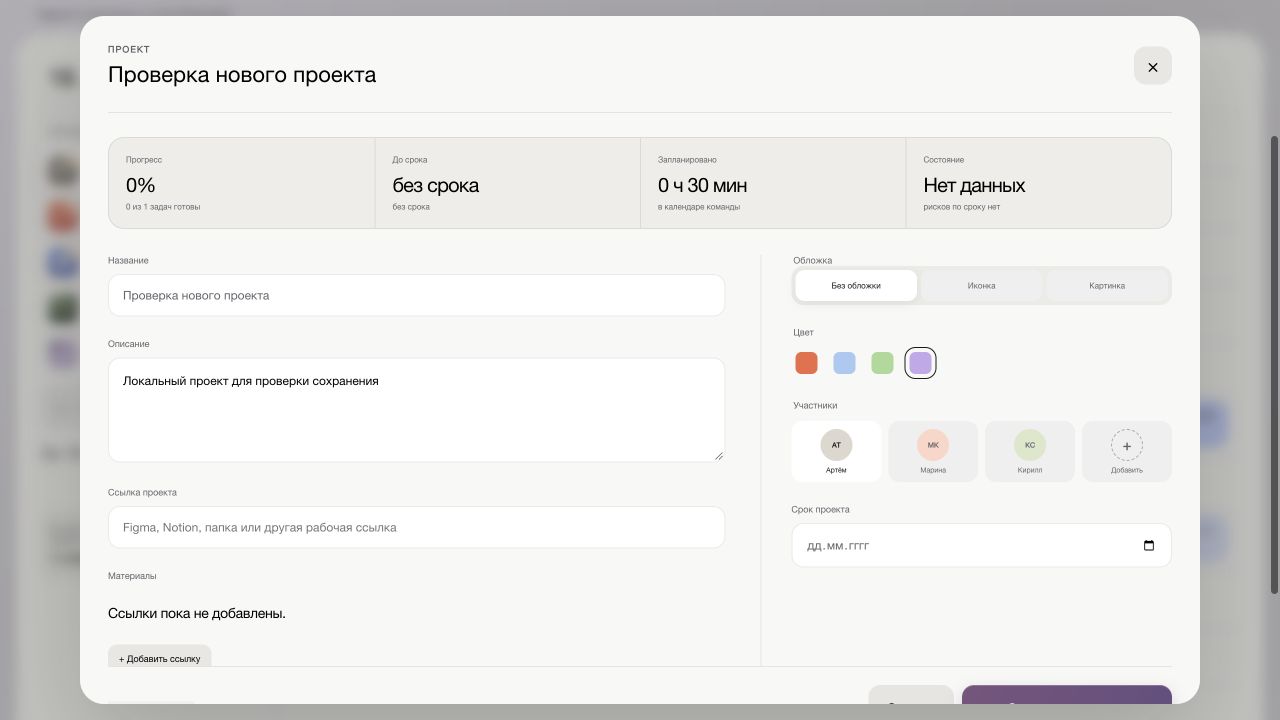 ПРОЕКТ
Проверка нового проекта
Прогресс
0%
0 из 1 задач готовы
До срока
без срока
без срока
Запланировано
0 ч 30 мин
в календаре команды
Состояние
Нет данных
рисков по сроку нет
Название
Проверка нового проекта
Описание
Локальный проект для проверки сохранения
Ссылка проекта
Figma, Notion, папка или другая рабочая ссылка
Материалы
Ссылки пока не добавлены.
+ Добавить ссылку
Обложка
Без обложки
Иконка
Картинка
Цвет
Участники
АТ
Артём
МК
Марина
КС
Кирилл
+
Добавить
Срок проекта
дд.мм.гггг